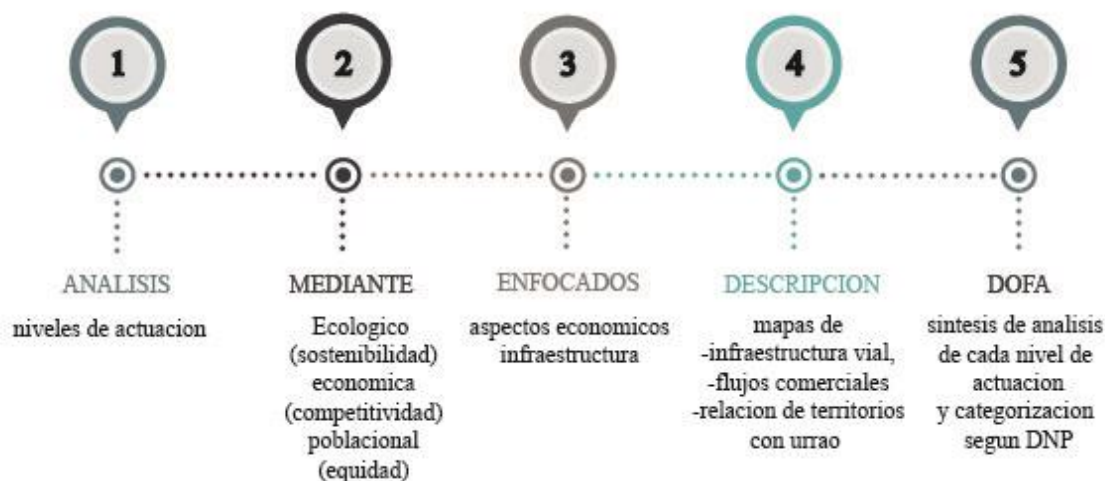 1
2
3
4
5
ANALISIS
niveles de actuacion
MEDIANTE
Ecologico
(sostenibilidad)
economica
(competitividad)
poblacional
(equidad)
ENFOCADOS
aspectos economicos
infraestructura
DESCRIPCION
mapas de
-infraestructura vial,
-flujos comerciales
-relacion de territorios
con urrao
DOFA
sintesis de analisis
de cada nivel de
actuacion
y categorizacion
segun DNP